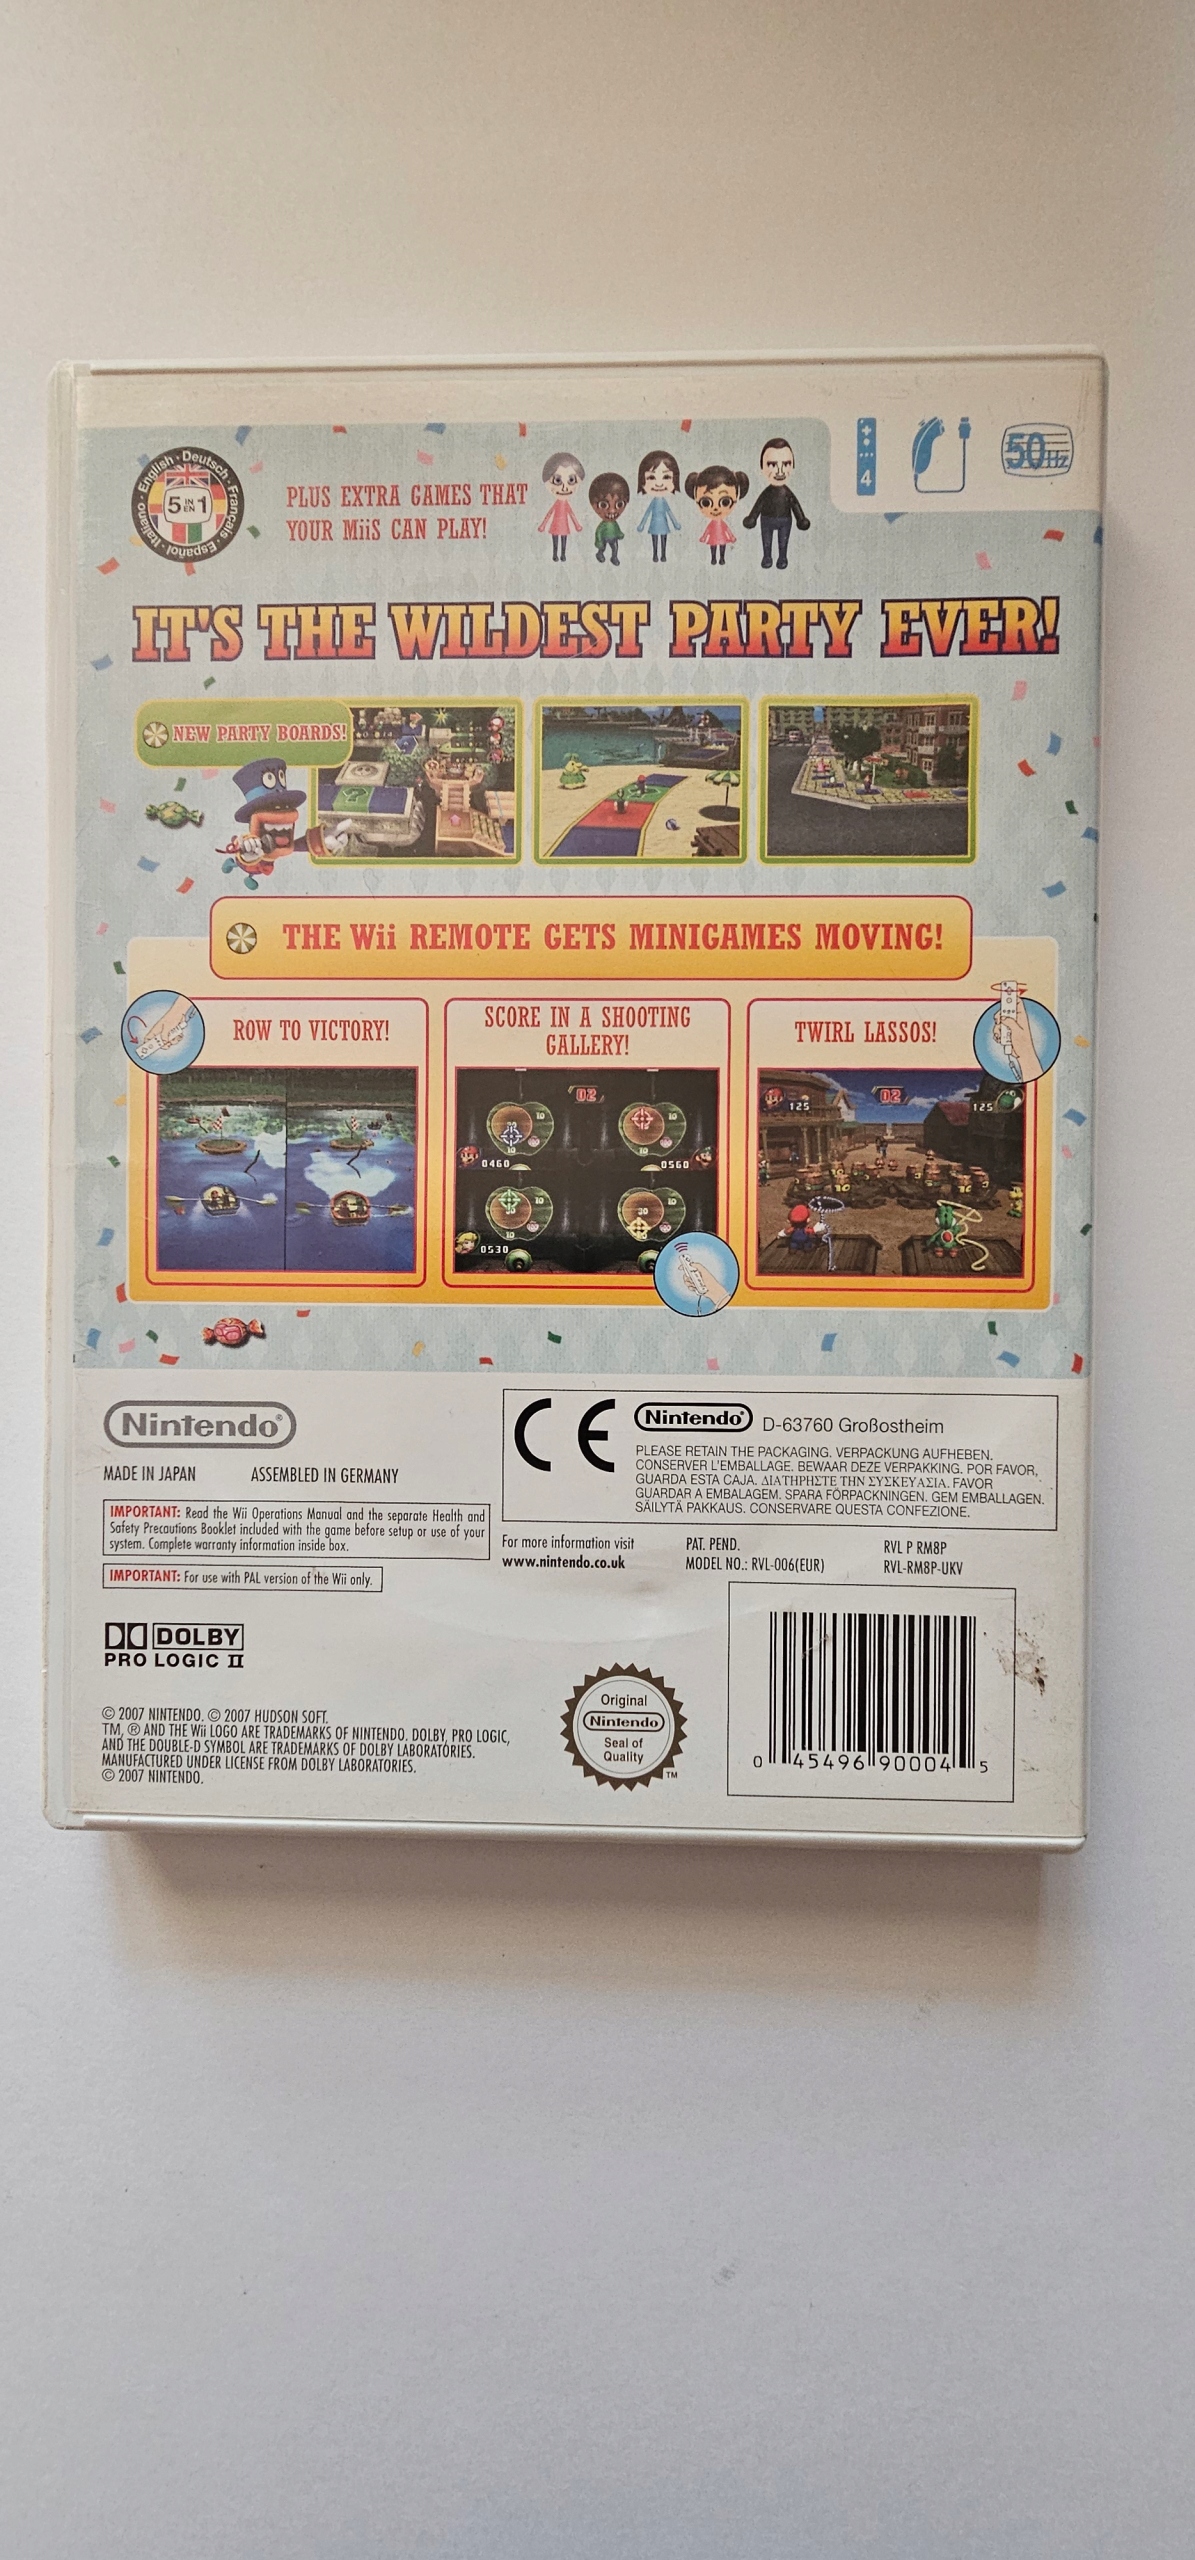 English · Deutsch · Français · Español · Italiano ·
5 IN EN 1
PLUS EXTRA GAMES THAT
YOUR MiiS CAN PLAY!
4
50Hz
IT'S THE WILDEST PARTY EVER!
NEW PARTY BOARDS!
THE Wii REMOTE GETS MINIGAMES MOVING!
ROW TO VICTORY!
SCORE IN A SHOOTING
GALLERY!
TWIRL LASSOS!
02
10
10
0460
0560
10
10
0530
125
02
125
Nintendo®
MADE IN JAPAN ASSEMBLED IN GERMANY
IMPORTANT: Read the Wii Operations Manual and the separate Health and
Safety Precautions Booklet included with the game before setup or use of your
system. Complete warranty information inside box.
IMPORTANT: For use with PAL version of the Wii only.
CE
Nintendo® D-63760 Großostheim
PLEASE RETAIN THE PACKAGING. VERPACKUNG AUFHEBEN.
CONSERVER L'EMBALLAGE. BEWAAR DEZE VERPAKKING. POR FAVOR,
GUARDA ESTA CAJA. ΔΙΑΤΗΡΗΣΤΕ ΤΗΝ ΣΥΣΚΕΥΑΣΙΑ. FAVOR
GUARDAR A EMBALAGEM. SPARA FÖRPACKNINGEN. GEM EMBALLAGEN.
SÄILYTÄ PAKKAUS. CONSERVARE QUESTA CONFEZIONE.
For more information visit
www.nintendo.co.uk
PAT. PEND.
MODEL NO.: RVL-006(EUR)
RVL P RM8P
RVL-RM8P-UKV
DOLBY
PRO LOGIC II
© 2007 NINTENDO. © 2007 HUDSON SOFT.
TM, ® AND THE Wii LOGO ARE TRADEMARKS OF NINTENDO. DOLBY, PRO LOGIC,
AND THE DOUBLE-D SYMBOL ARE TRADEMARKS OF DOLBY LABORATORIES.
MANUFACTURED UNDER LICENSE FROM DOLBY LABORATORIES.
© 2007 NINTENDO.
Original
Nintendo®
Seal of
Quality
TM
0 45496 90004 5